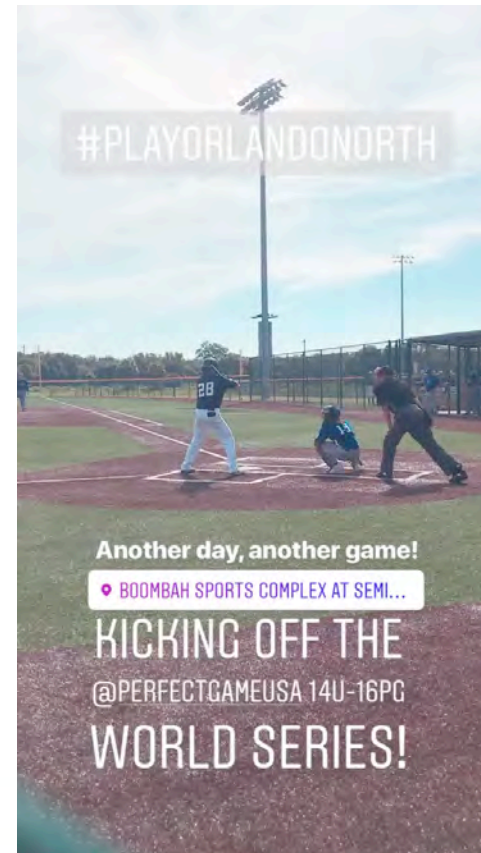 #PLAYORLANDONORTH
28
Another day, another game!
BOOMBAH SPORTS COMPLEX AT SEMI...
KICKING OFF THE
@PERFECTGAMEUSA 14U-16PG
WORLD SERIES!